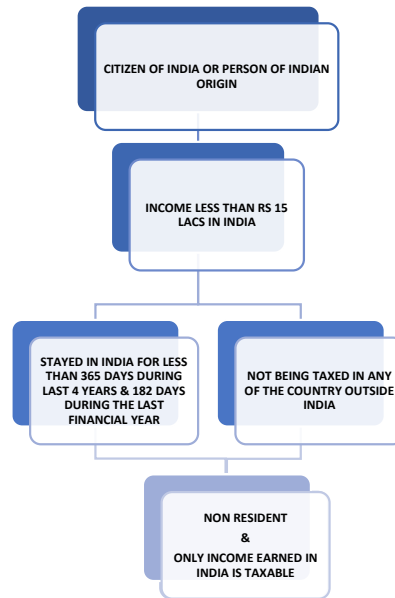 CITIZEN OF INDIA OR PERSON OF INDIAN
ORIGIN
INCOME LESS THAN RS 15
LACS IN INDIA
STAYED IN INDIA FOR LESS
THAN 365 DAYS DURING
LAST 4 YEARS & 182 DAYS
DURING THE LAST
FINANCIAL YEAR
NOT BEING TAXED IN ANY
OF THE COUNTRY OUTSIDE
INDIA
NON RESIDENT
&
ONLY INCOME EARNED IN
INDIA IS TAXABLE